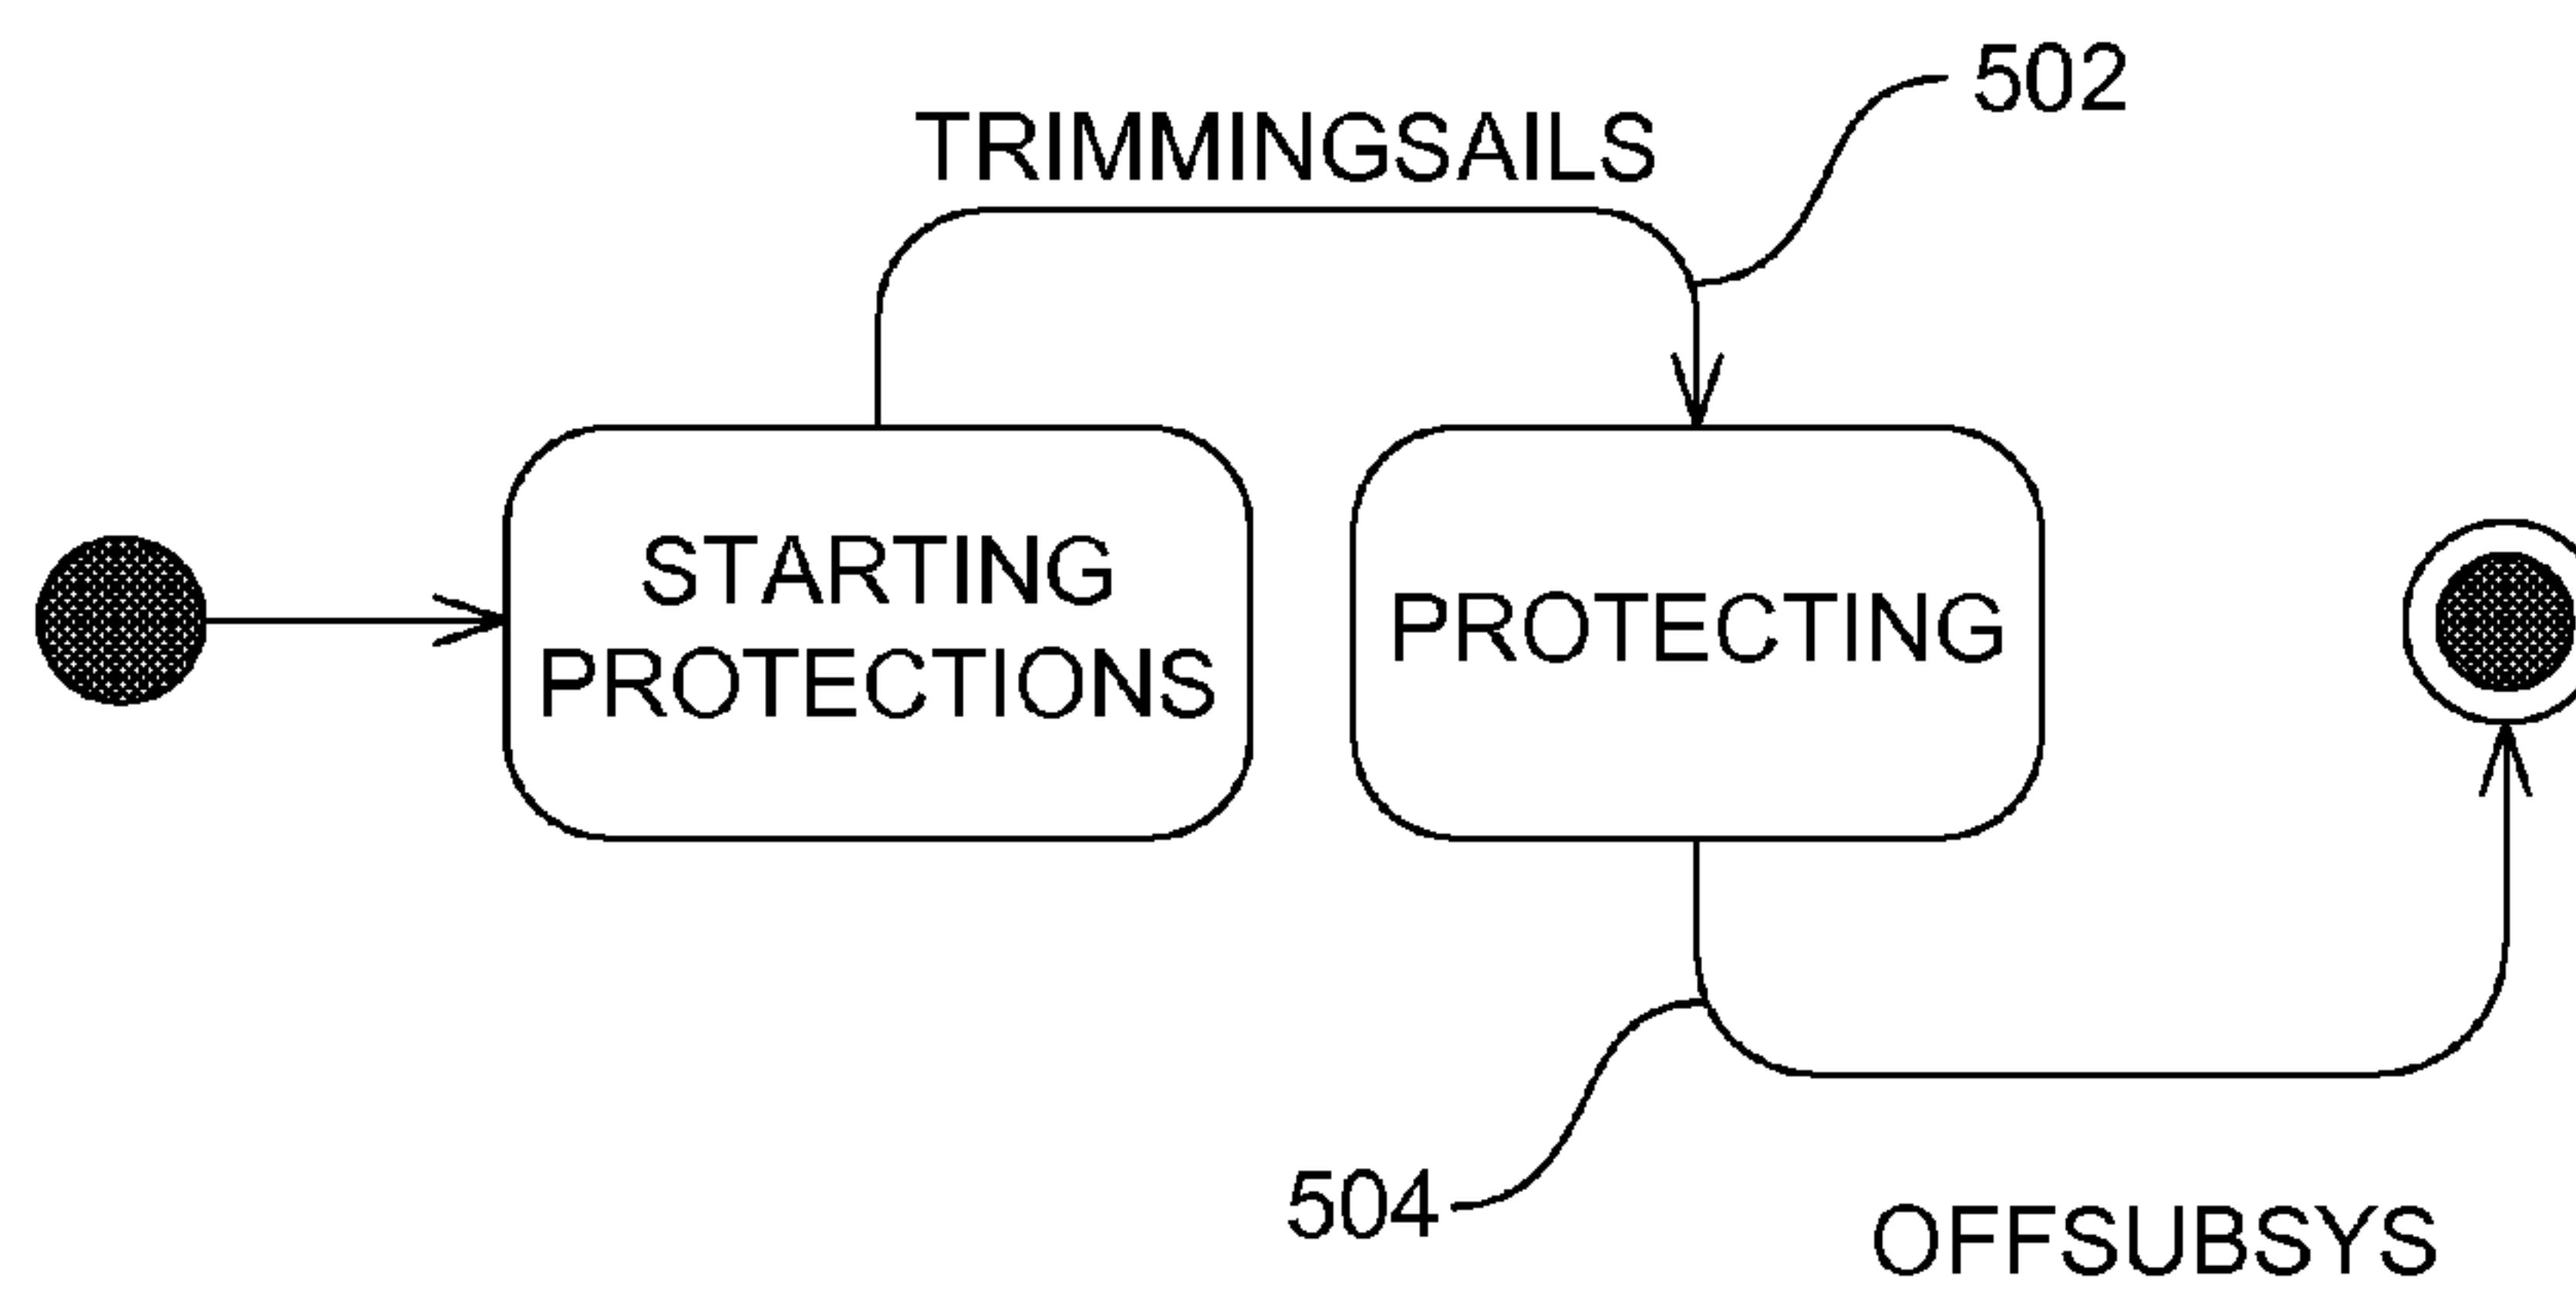 502
TRIMMINGSAILS
STARTING
PROTECTIONS
PROTECTING
504
OFFSUBSYS